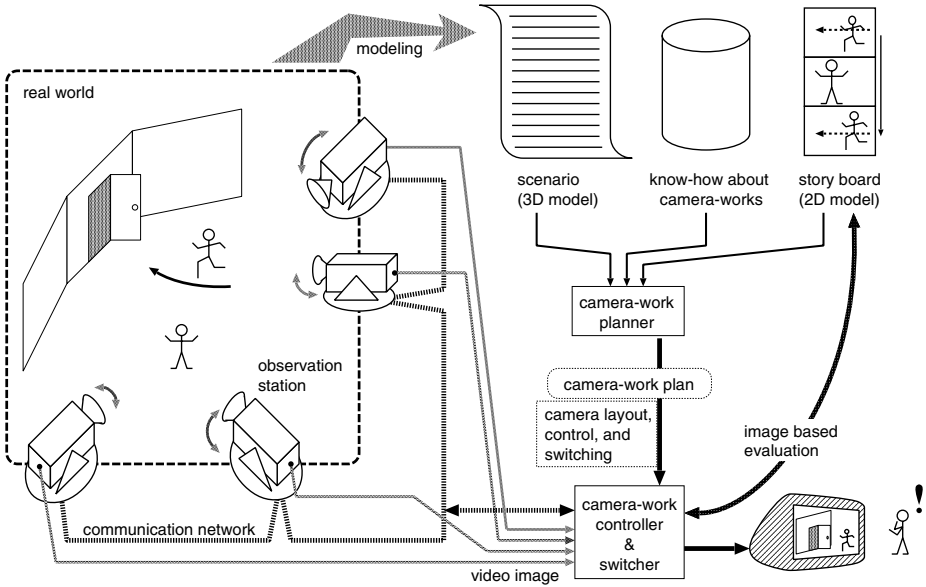 modeling
real world
scenario
(3D model)
know-how about
camera-works
story board
(2D model)
camera-work
planner
observation
station
camera-work plan
camera layout,
control, and
switching
image based
evaluation
camera-work
controller
&
switcher
communication network
video image
!